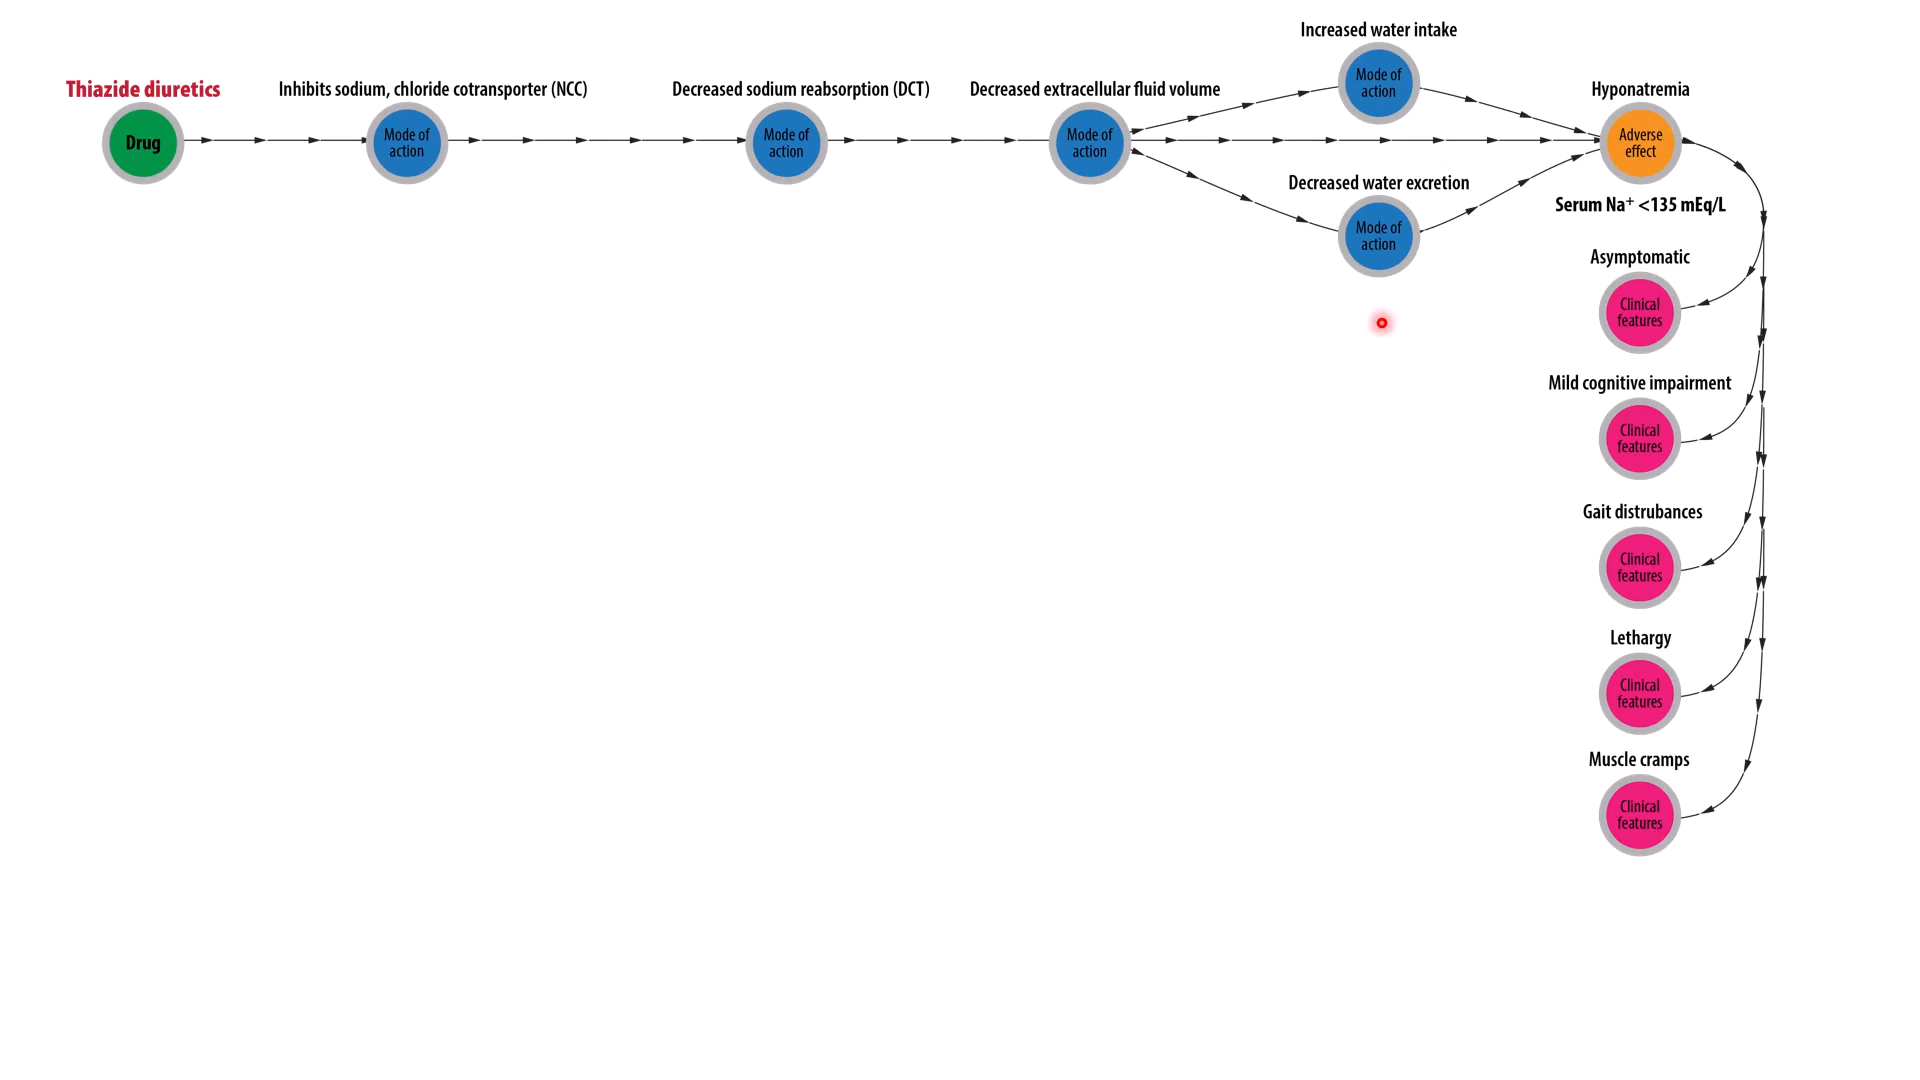 Increased water intake
Mode of
action
Thiazide diuretics
Drug
Inhibits sodium, chloride cotransporter (NCC)
Mode of
action
Decreased sodium reabsorption (DCT)
Mode of
action
Decreased extracellular fluid volume
Mode of
action
Hyponatremia
Adverse
effect
Serum Na⁺ <135 mEq/L
Decreased water excretion
Mode of
action
Asymptomatic
Clinical
features
Mild cognitive impairment
Clinical
features
Gait distrubances
Clinical
features
Lethargy
Clinical
features
Muscle cramps
Clinical
features